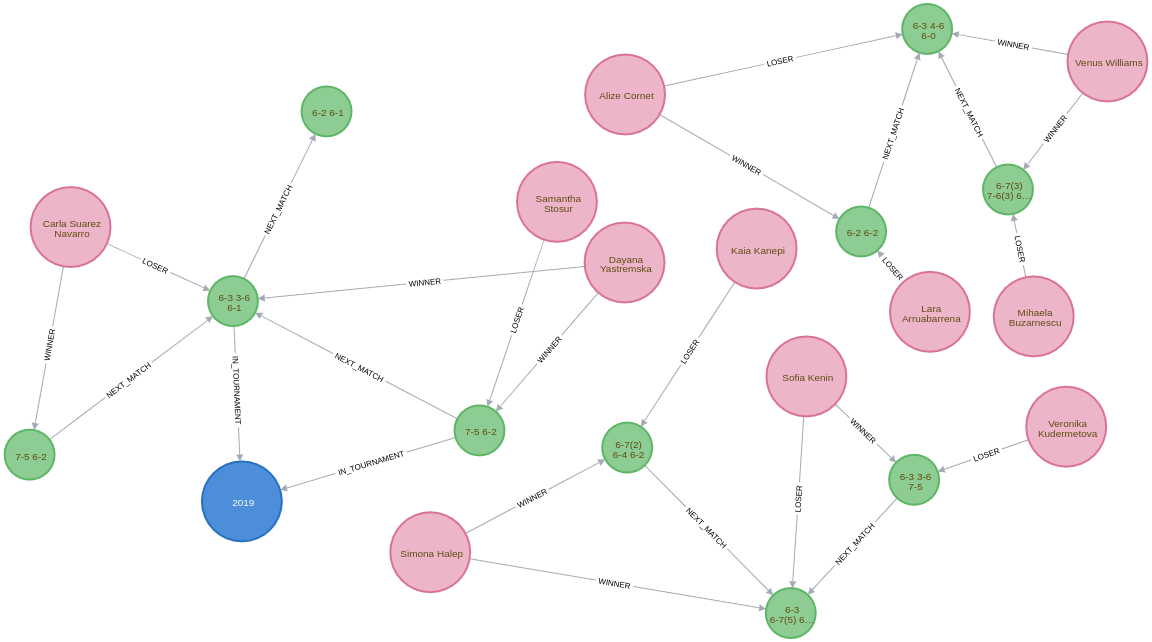 6-3 4-6
6-0
WINNER
Venus Williams
LOSER
Alize Cornet
6-2 6-1
NEXT_MATCH
NEXT_MATCH
WINNER
WINNER
6-7(3)
7-6(3) 6...
Samantha
Stosur
NEXT_MATCH
Carla Suarez
Navarro
6-2 6-2
Kaia Kanepi
LOSER
LOSER
Dayana
Yastremska
LOSER
WINNER
6-3 3-6
6-1
Lara
Arruabarrena
Mihaela
Buzarnescu
LOSER
WINNER
WINNER
LOSER
NEXT_MATCH
NEXT_MATCH
IN_TOURNAMENT
Sofia Kenin
WINNER
Veronika
Kudermetova
7-5 6-2
6-7(2)
6-4 6-2
LOSER
7-5 6-2
IN_TOURNAMENT
6-3 3-6
7-5
2019
WINNER
LOSER
NEXT_MATCH
NEXT_MATCH
Simona Halep
WINNER
6-3
6-7(5) 6...